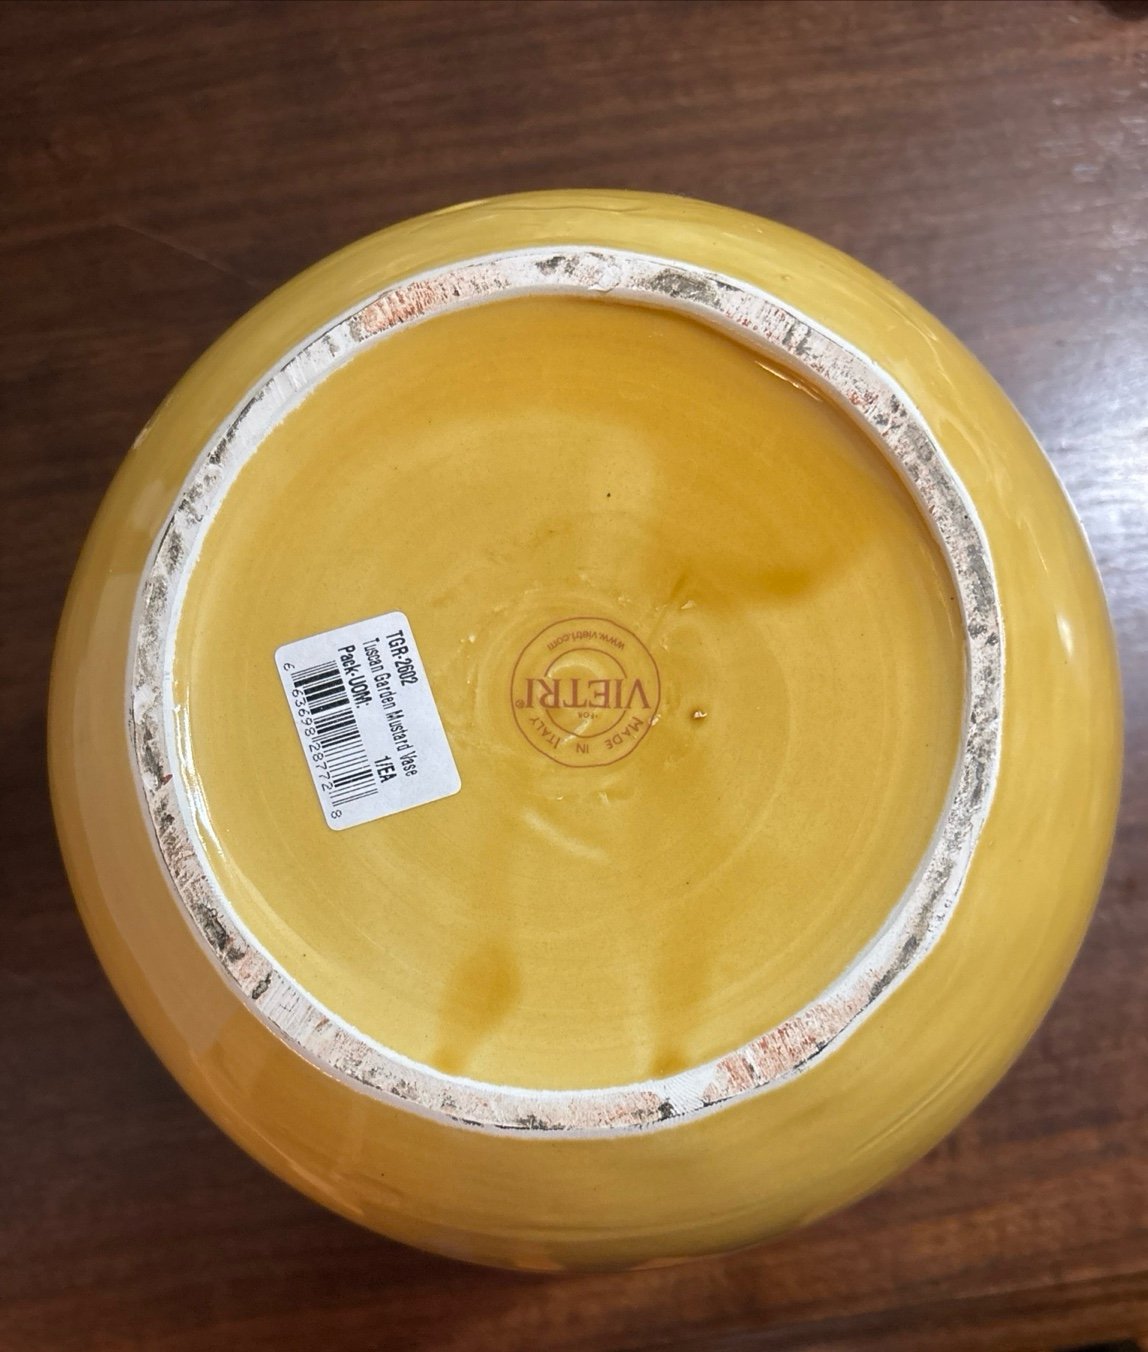 TGR-2602
Tuscan Garden Mustard Vase
Pack-UOM: 1/EA
6 63698 28772 8
MADE IN ITALY
FOR
VIETRI®
www.vietri.com